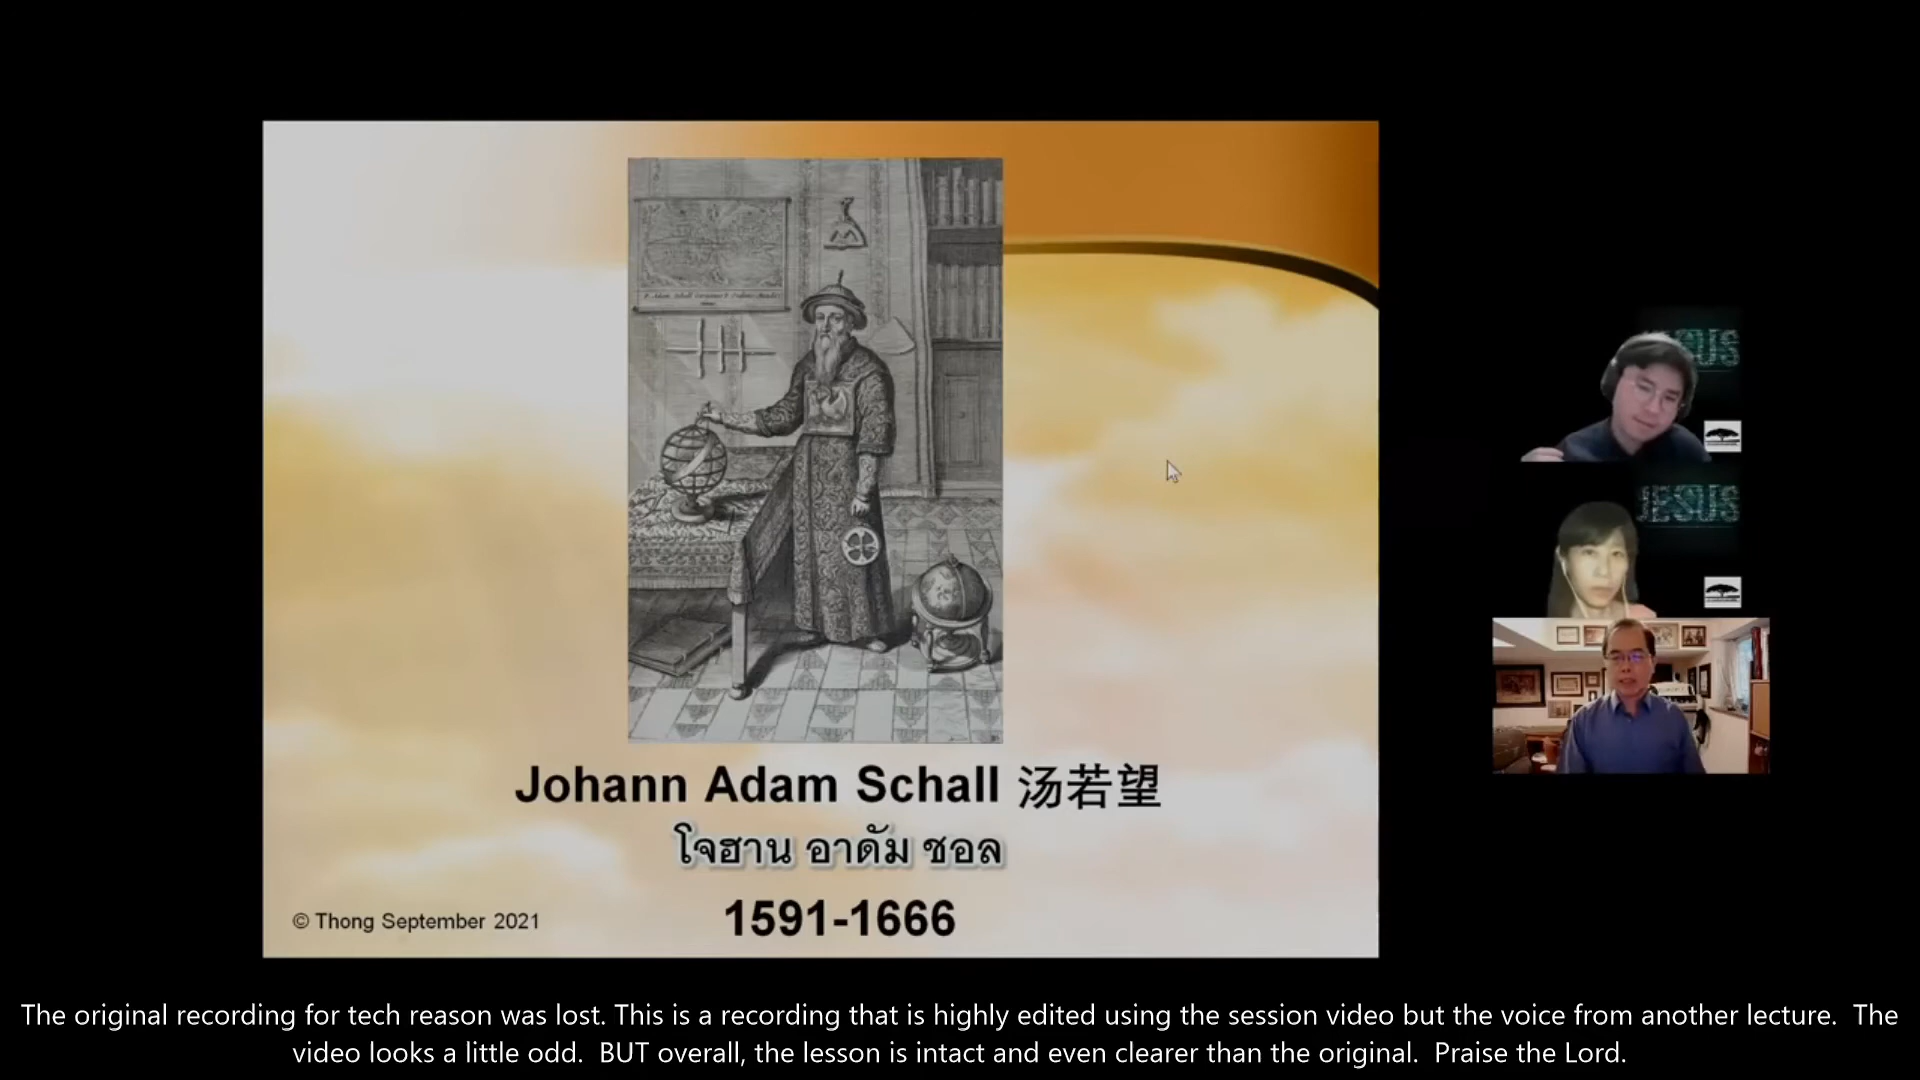 Johann Adam Schall 汤若望
โจฮาน อาดัม ชอล
1591-1666
© Thong September 2021
JESUS
The original recording for tech reason was lost. This is a recording that is highly edited using the session video but the voice from another lecture.  The
video looks a little odd.  BUT overall, the lesson is intact and even clearer than the original.  Praise the Lord.